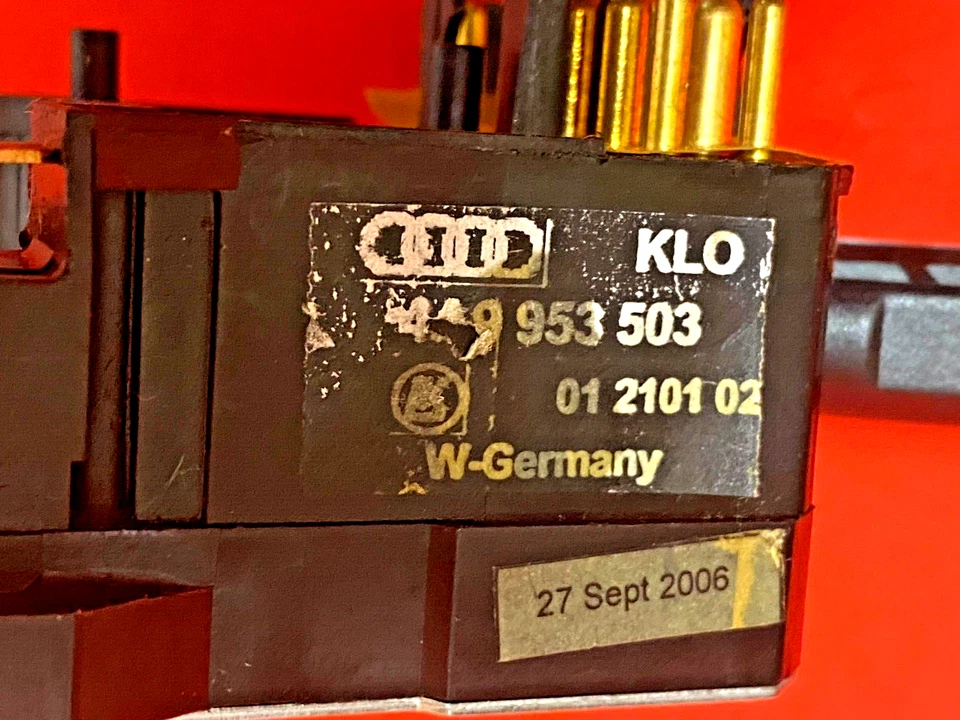 KLO
953 503
01 2101 02
W-Germany
27 Sept 2006